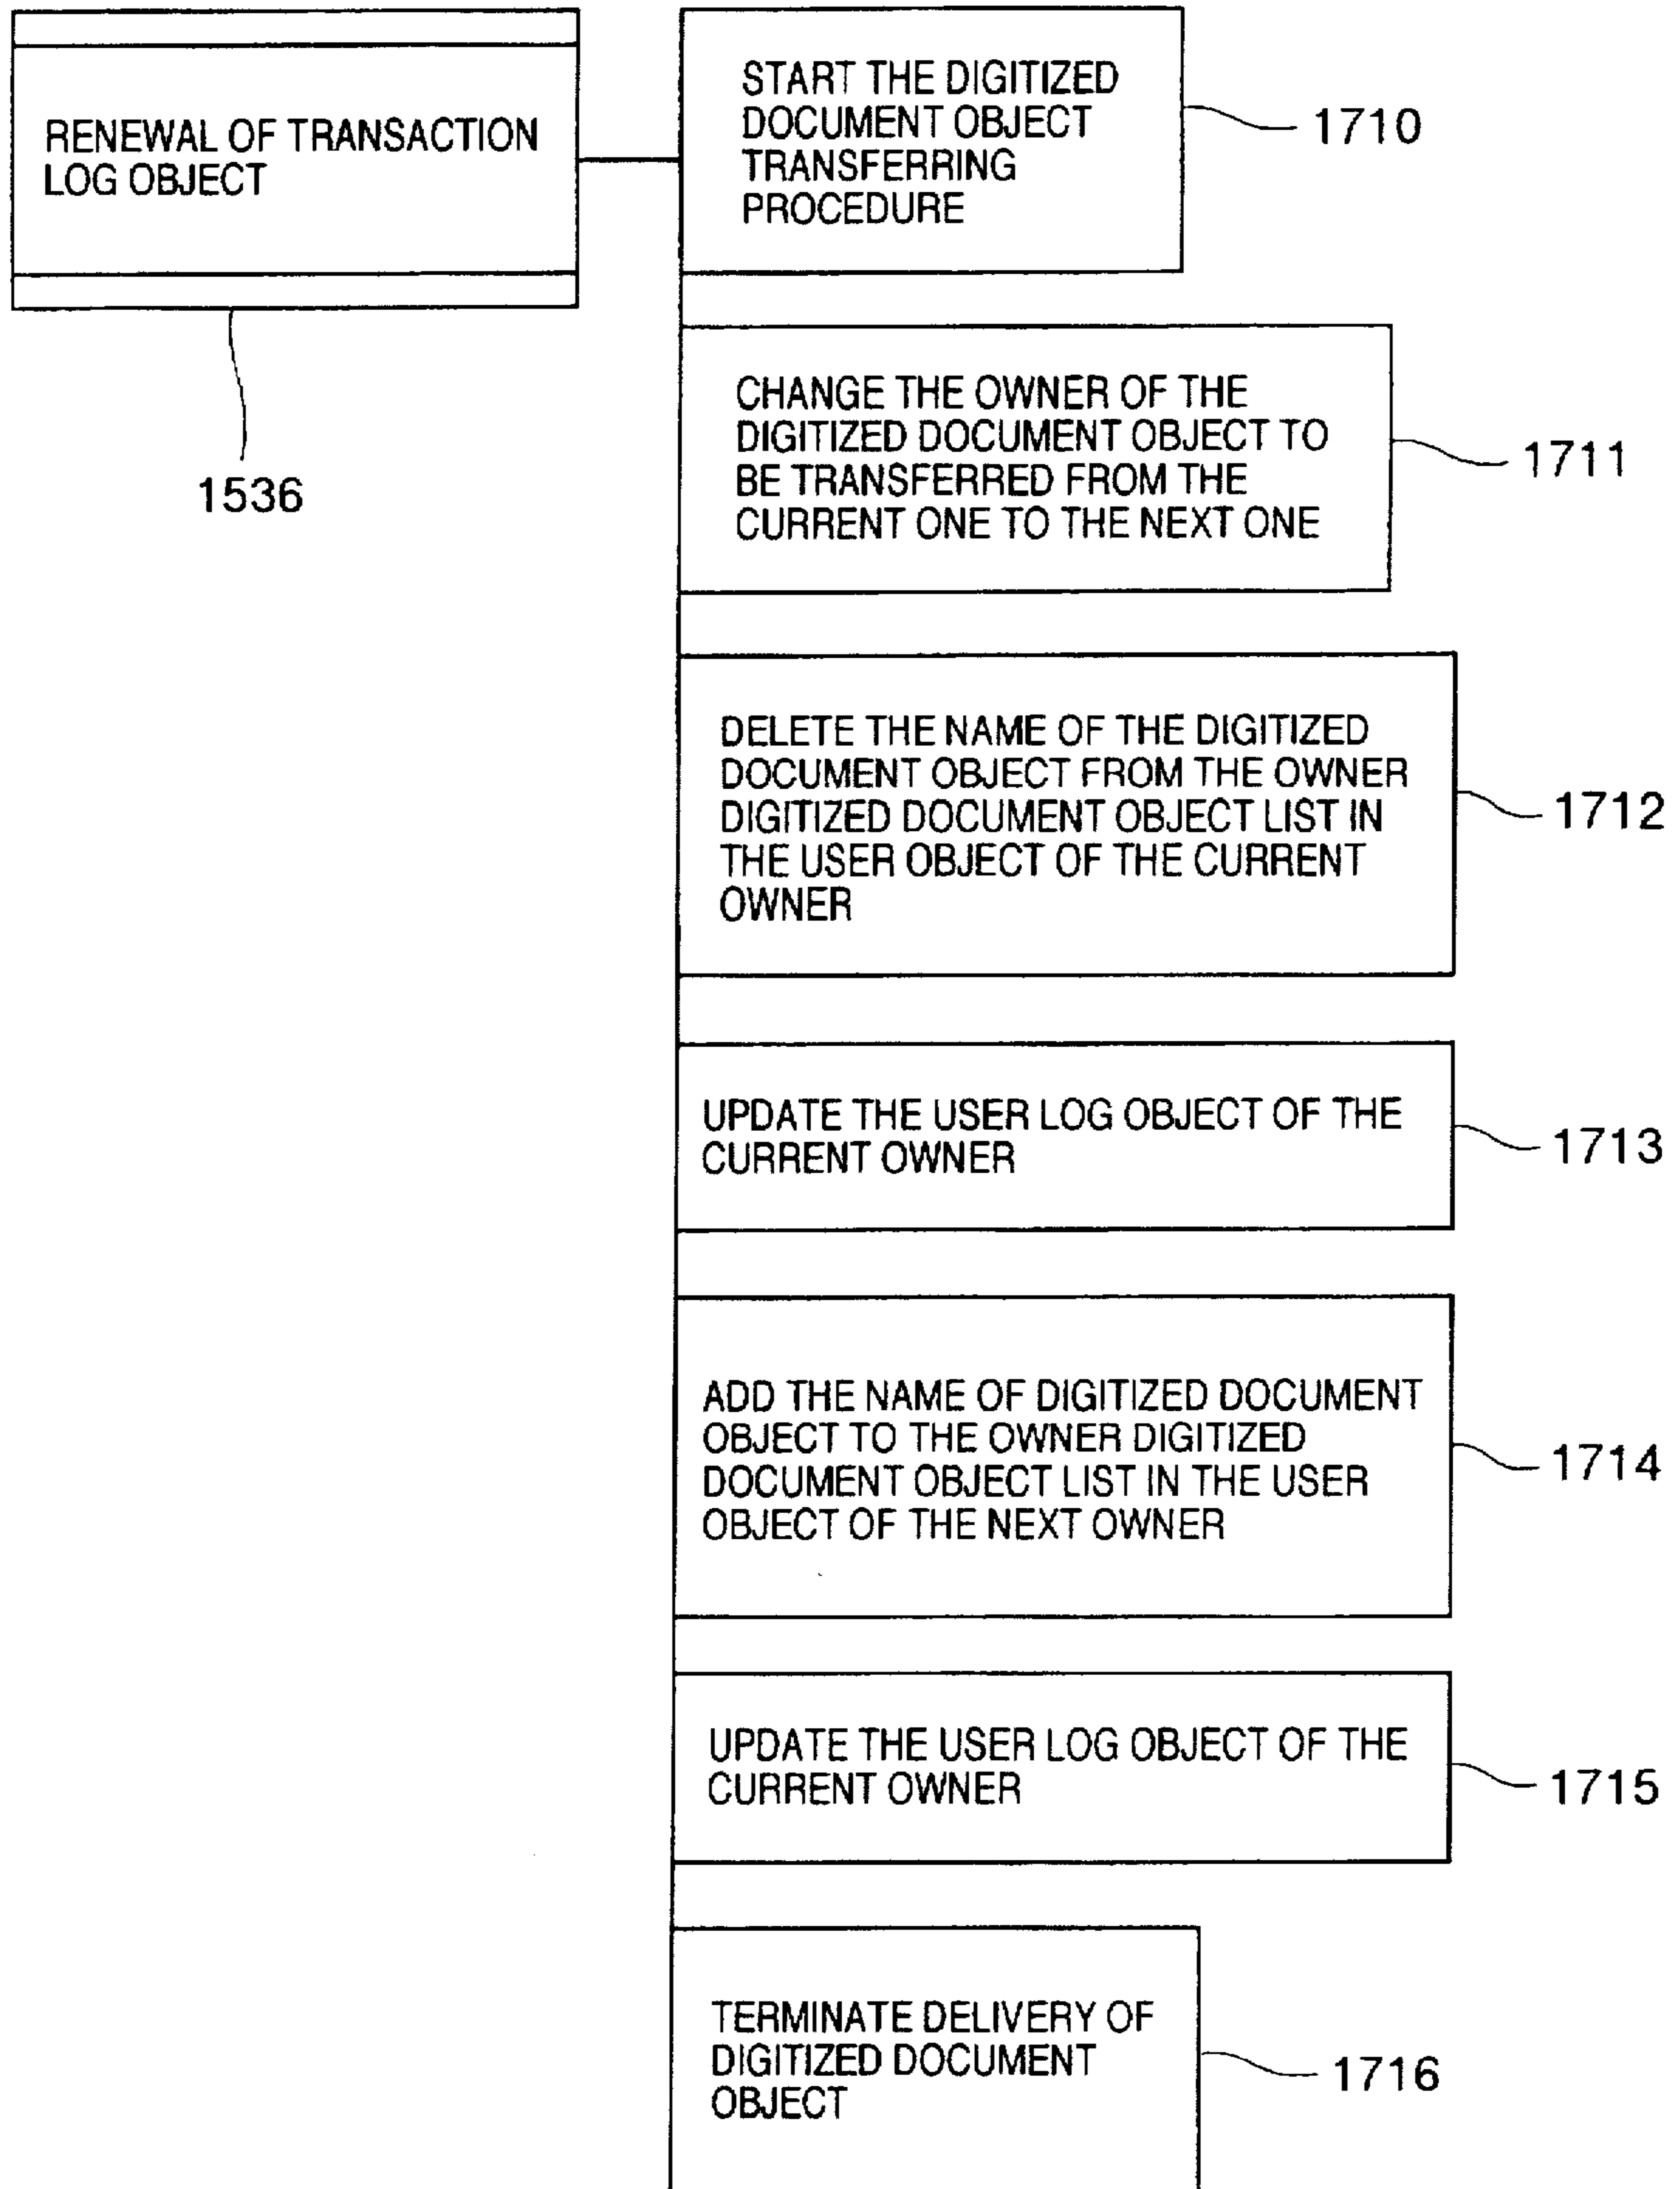 RENEWAL OF TRANSACTION
LOG OBJECT
1536
START THE DIGITIZED
DOCUMENT OBJECT
TRANSFERRING
PROCEDURE
1710
CHANGE THE OWNER OF THE
DIGITIZED DOCUMENT OBJECT TO
BE TRANSFERRED FROM THE
CURRENT ONE TO THE NEXT ONE
1711
DELETE THE NAME OF THE DIGITIZED
DOCUMENT OBJECT FROM THE OWNER
DIGITIZED DOCUMENT OBJECT LIST IN
THE USER OBJECT OF THE CURRENT
OWNER
1712
UPDATE THE USER LOG OBJECT OF THE
CURRENT OWNER
1713
ADD THE NAME OF DIGITIZED DOCUMENT
OBJECT TO THE OWNER DIGITIZED
DOCUMENT OBJECT LIST IN THE USER
OBJECT OF THE NEXT OWNER
1714
UPDATE THE USER LOG OBJECT OF THE
CURRENT OWNER
1715
TERMINATE DELIVERY OF
DIGITIZED DOCUMENT
OBJECT
1716